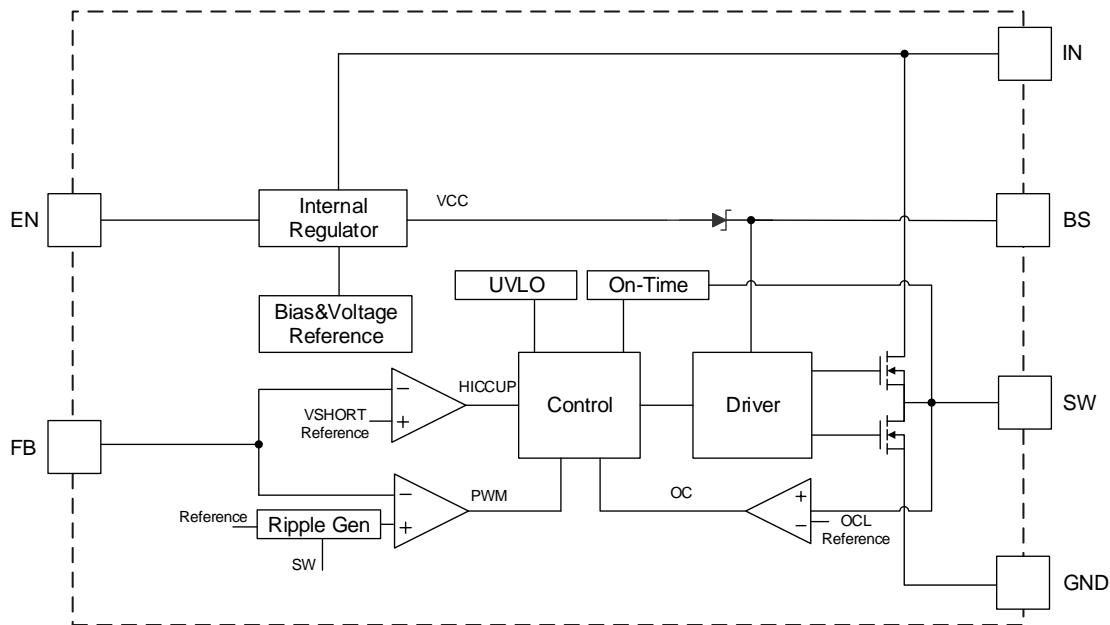 IN
EN
Internal
Regulator
VCC
BS
UVLO
On-Time
Bias&Voltage
Reference
HICCUP
VSHORT
Reference
Control
Driver
SW
FB
PWM
OC
Reference
Ripple Gen
OCL
Reference
SW
GND